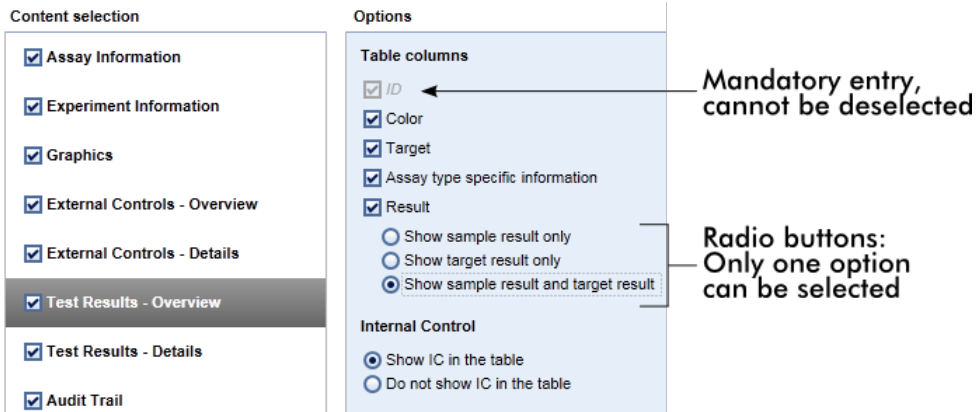 Content selection
Assay Information
Experiment Information
Graphics
External Controls - Overview
External Controls - Details
Test Results - Overview
Test Results - Details
Audit Trail
Options
Table columns
ID
Color
Target
Assay type specific information
Result
Show sample result only
Show target result only
Show sample result and target result
Internal Control
Show IC in the table
Do not show IC in the table
Mandatory entry,
cannot be deselected
Radio buttons:
Only one option
can be selected